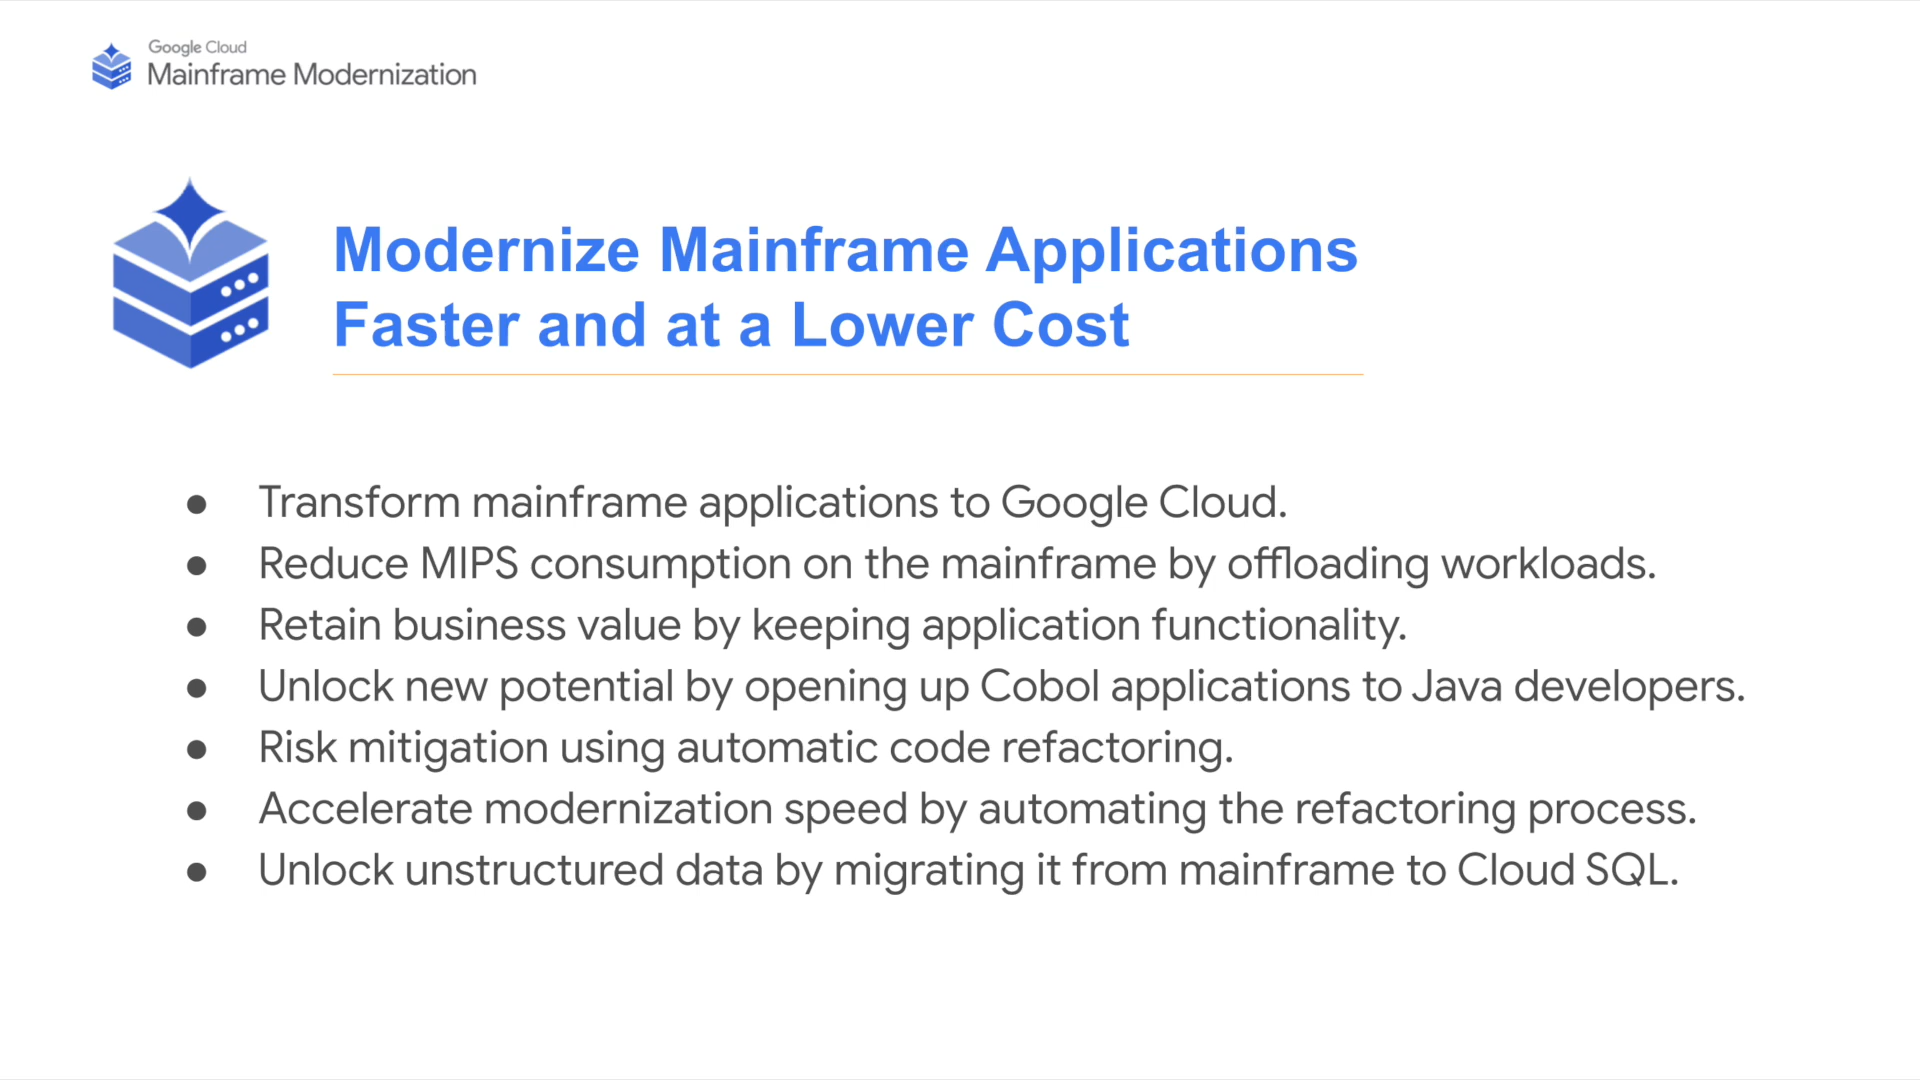 Google Cloud
Mainframe Modernization
Modernize Mainframe Applications
Faster and at a Lower Cost
● Transform mainframe applications to Google Cloud.
● Reduce MIPS consumption on the mainframe by offloading workloads.
● Retain business value by keeping application functionality.
● Unlock new potential by opening up Cobol applications to Java developers.
● Risk mitigation using automatic code refactoring.
● Accelerate modernization speed by automating the refactoring process.
● Unlock unstructured data by migrating it from mainframe to Cloud SQL.